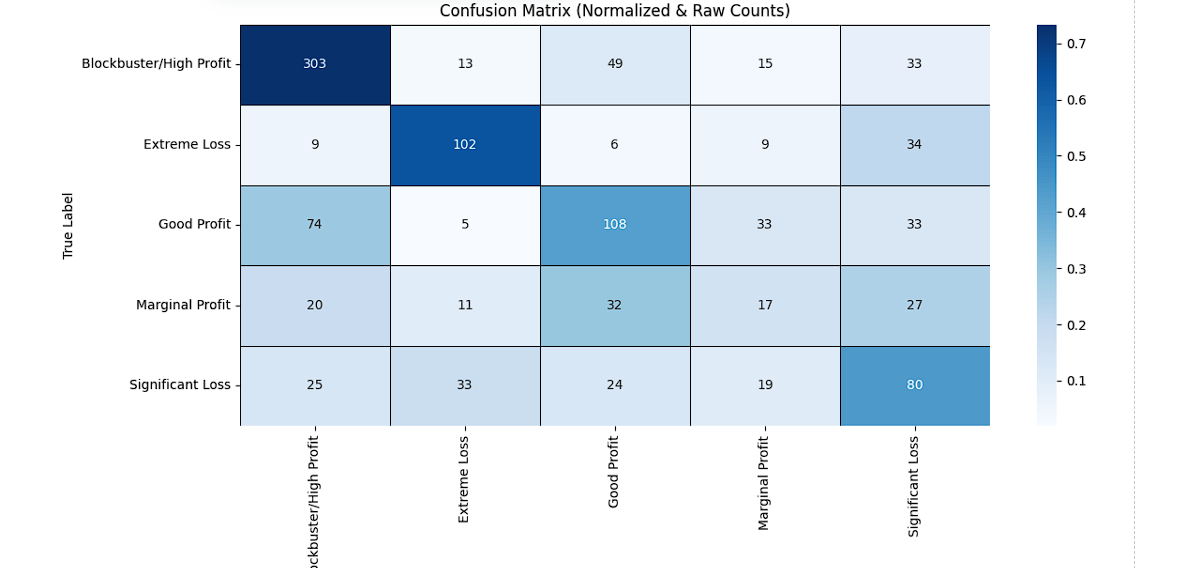 Confusion Matrix (Normalized & Raw Counts)
Blockbuster/High Profit 303 13 49 15 33
Extreme Loss 9 102 6 9 34
Good Profit 74 5 108 33 33
Marginal Profit 20 11 32 17 27
Significant Loss 25 33 24 19 80
True Label
ockbuster/High Profit
Extreme Loss
Good Profit
Marginal Profit
Significant Loss
0.7
0.6
0.5
0.4
0.3
0.2
0.1